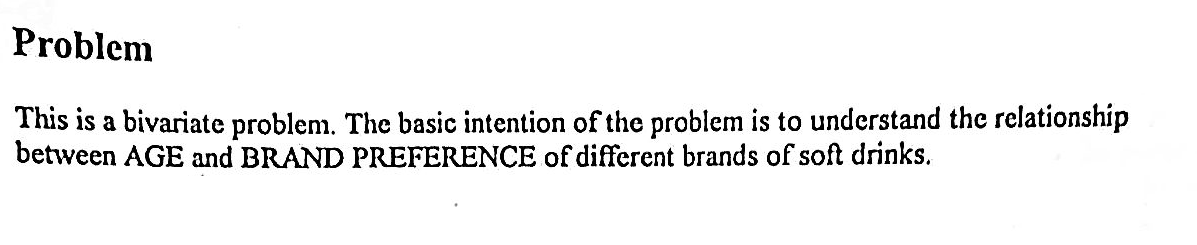 Problem
This is a bivariate problem. The basic intention of the problem is to understand the relationship
between AGE and BRAND PREFERENCE of different brands of soft drinks.